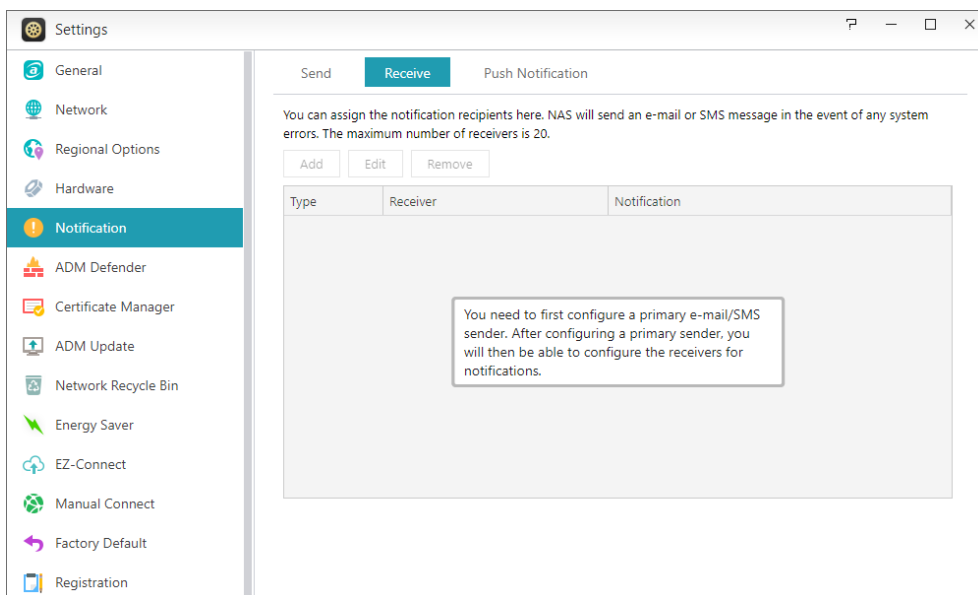 Settings
General
Network
Regional Options
Hardware
Notification
ADM Defender
Certificate Manager
ADM Update
Network Recycle Bin
Energy Saver
EZ-Connect
Manual Connect
Factory Default
Registration
Send Receive Push Notification
You can assign the notification recipients here. NAS will send an e-mail or SMS message in the event of any system
errors. The maximum number of receivers is 20.
Add Edit Remove
Type Receiver Notification
You need to first configure a primary e-mail/SMS
sender. After configuring a primary sender, you
will then be able to configure the receivers for
notifications.